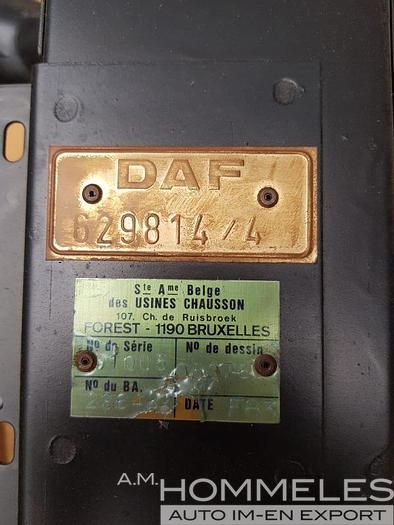 DAF
629814/4
Ste Ame Belge
des USINES CHAUSSON
107, Ch. de Ruisbroek
FOREST - 1190 BRUXELLES
No de Série No de dessin
No du BA.
DATE
A.M.
HOMMELES
AUTO IM-EN EXPORT